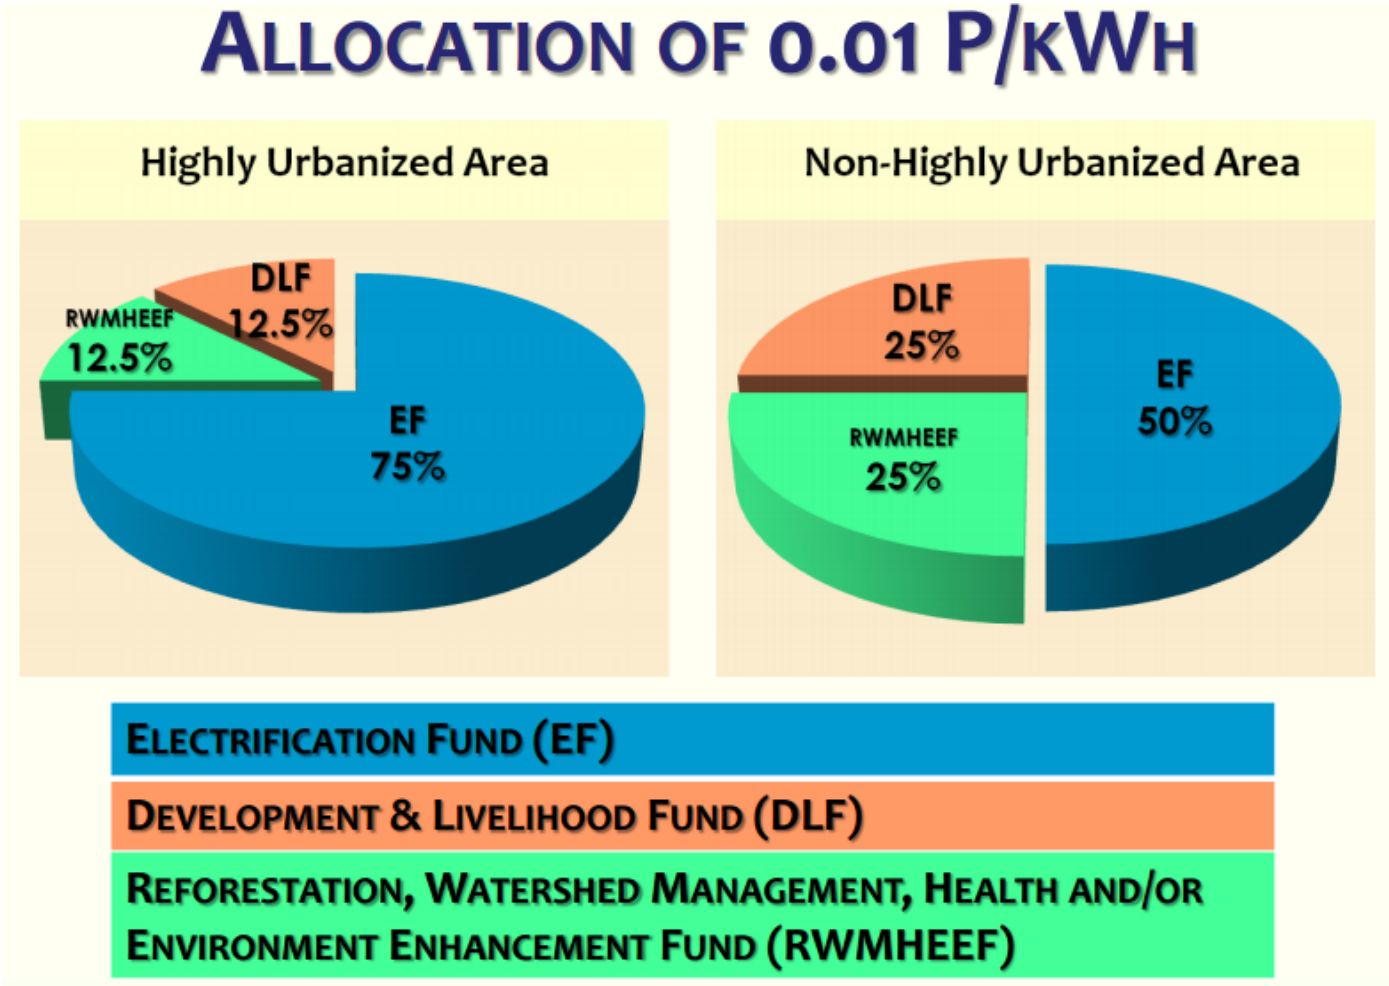 ALLOCATION OF 0.01 P/KWH
Highly Urbanized Area
DLF
12.5%
RWMHEEF
12.5%
EF
75%
Non-Highly Urbanized Area
DLF
25%
EF
50%
RWMHEEF
25%
ELECTRIFICATION FUND (EF)
DEVELOPMENT & LIVELIHOOD FUND (DLF)
REFORESTATION, WATERSHED MANAGEMENT, HEALTH AND/OR
ENVIRONMENT ENHANCEMENT FUND (RWMHEEF)